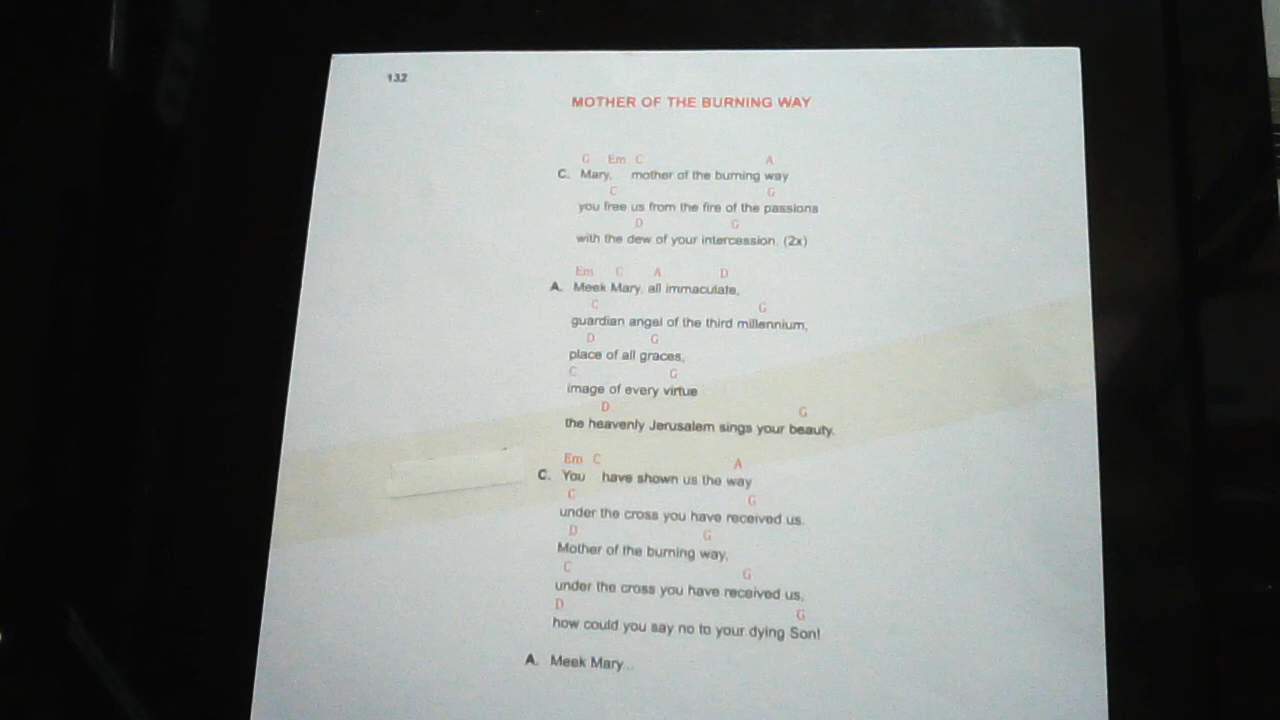 132
MOTHER OF THE BURNING WAY
G Em C A
C. Mary, mother of the burning way
C G
you free us from the fire of the passions
D G
with the dew of your intercession. (2x)
Em C A D
A. Meek Mary, all immaculate,
C G
guardian angel of the third millennium,
D G
place of all graces,
C G
image of every virtue
D G
the heavenly Jerusalem sings your beauty.
Em C A
C. You have shown us the way
C G
under the cross you have received us.
D G
Mother of the burning way,
C G
under the cross you have received us,
D G
how could you say no to your dying Son!
A. Meek Mary...